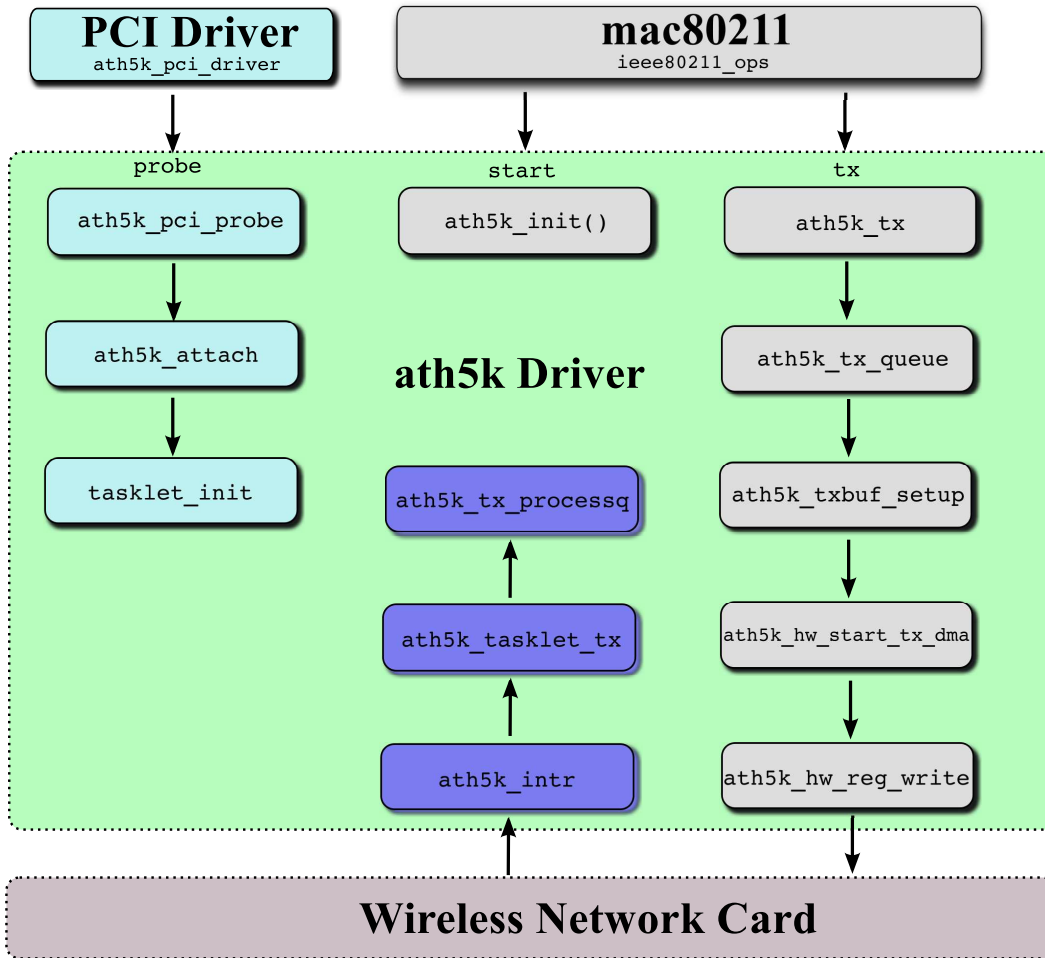 PCI Driver
ath5k_pci_driver
mac80211
ieee80211_ops
probe
start
tx
ath5k_pci_probe
ath5k_init()
ath5k_tx
ath5k_attach
ath5k Driver
ath5k_tx_queue
tasklet_init
ath5k_tx_processq
ath5k_txbuf_setup
ath5k_tasklet_tx
ath5k_hw_start_tx_dma
ath5k_intr
ath5k_hw_reg_write
Wireless Network Card